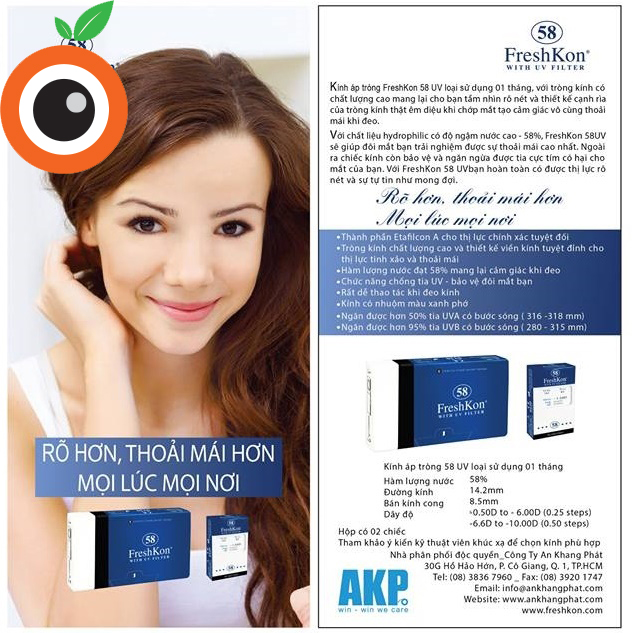 58
RÕ HƠN, THOẢI MÁI HƠN
MỌI LÚC MỌI NƠI
58
FreshKon
WITH UV FILTER
58
FreshKon
58
FreshKon®
WITH UV FILTER
Kính áp tròng FreshKon 58 UV loại sử dụng 01 tháng, với tròng kính có
chất lượng cao mang lại cho bạn tầm nhìn rõ nét và thiết kế cạnh rìa
của tròng kính thật êm diệu khi chớp mắt tạo cảm giác vô cùng thoải
mái khi đeo.
Với chất liệu hydrophilic có độ ngậm nước cao - 58%, FreshKon 58UV
sẽ giúp đôi mắt bạn trải nghiệm được sự thoải mái cao nhất. Ngoài
ra chiếc kính còn bảo vệ và ngăn ngừa được tia cực tím có hại cho
mắt của bạn. Với FreshKon 58 UVbạn hoàn toàn có được thị lực rõ
nét và sự tự tin như mong đợi.
Rõ hơn, thoải mái hơn
Mọi lúc mọi nơi
•Thành phần Etafilcon A cho thị lực chính xác tuyệt đối
•Tròng kính chất lượng cao và thiết kế viền kính tuyệt đỉnh cho
thị lực tinh xảo và thoải mái
•Hàm lượng nước đạt 58% mang lại cảm giác khi đeo
•Chức năng chống tia UV - bảo vệ đôi mắt bạn
•Rất dễ thao tác khi đeo kính
•Kính có nhuộm màu xanh phớ
•Ngăn được hơn 50% tia UVA có bước sóng ( 316 -318 mm)
•Ngăn được hơn 95% tia UVB có bước sóng ( 280 - 315 mm)
58
FreshKon
WITH UV FILTER
58
FreshKon
Kính áp tròng 58 UV loại sử dụng 01 tháng
Hàm lượng nước 58%
Đường kính 14.2mm
Bán kính cong 8.5mm
Dãy độ -0.50D to - 6.00D (0.25 steps)
-6.6D to -10.00D (0.50 steps)
Hộp có 02 chiếc
Tham khảo ý kiến kỹ thuật viên khúc xạ để chọn kính phù hợp
Nhà phân phối độc quyền_Công Ty An Khang Phát
30G Hồ Hảo Hớn, P. Cô Giang, Q. 1, TP.HCM
Tel: (08) 3836 7960 _ Fax: (08) 3920 1747
Email: info@ankhangphat.com
Website: www.ankhangphat.com
www.freshkon.com
AKP
win - win we care